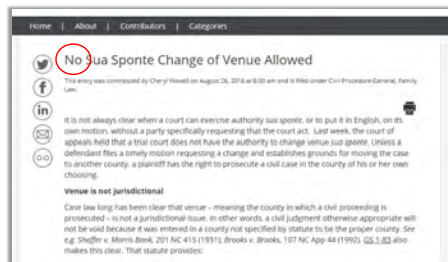 Home | About | Contributors | Categories
No Sua Sponte Change of Venue Allowed
This entry was contributed by Cheryl Howell on August 26, 2016 at 8:00 am and is filed under Civil Procedure-General, Family
Law.
It is not always clear when a court can exercise authority sua sponte, or to put it in English, on its
own motion, without a party specifically requesting that the court act. Last week, the court of
appeals held that a trial court does not have the authority to change venue sua sponte. Unless a
defendant files a timely motion requesting a change and establishes grounds for moving the case
to another county, a plaintiff has the right to prosecute a civil case in the county of his or her own
choosing.
Venue is not jurisdictional
Case law long has been clear that venue – meaning the county in which a civil proceeding is
prosecuted – is not a jurisdictional issue. In other words, a civil judgment otherwise appropriate will
not be void because it was entered in a county not specified by statute to be the proper county. See
e.g. Shaffer v. Morris Bank, 201 NC 415 (1931); Brooks v. Brooks, 107 NC App 44 (1992). GS 1-83 also
makes this clear. That statute provides: